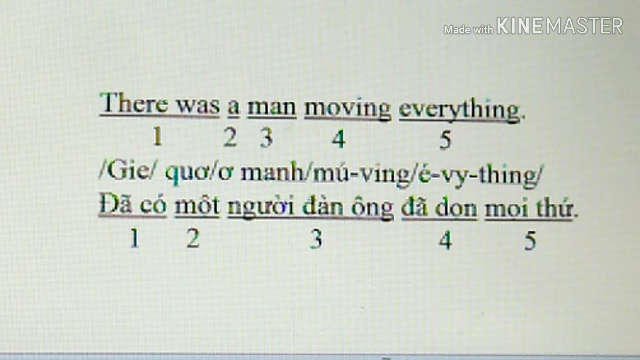 Made with KINEMASTER
There was a man moving everything.
1 2 3 4 5
/Gie/ quơ/ơ manh/mú-ving/é-vy-thing/
Đã có một người đàn ông đã dọn mọi thứ.
1 2 3 4 5